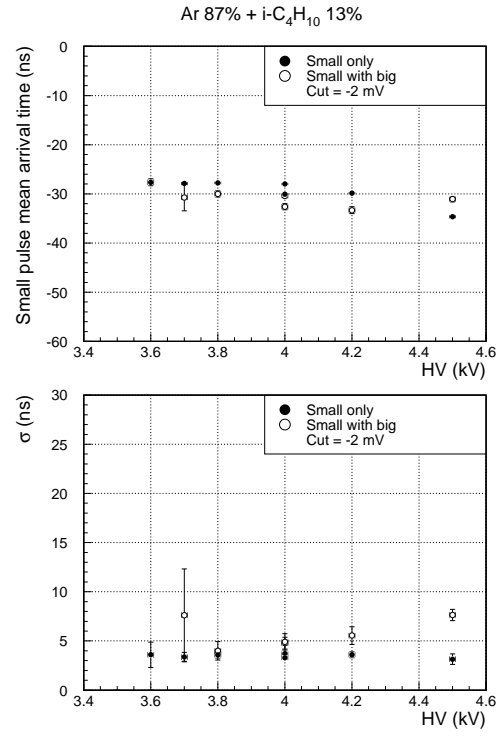 Ar 87% + i-C₄H₁₀ 13%
Small pulse mean arrival time (ns)
0
-10
-20
-30
-40
-50
-60
Small only
Small with big
Cut = -2 mV
3.4 3.6 3.8 4 4.2 4.4 4.6
HV (kV)
σ (ns)
30
25
20
15
10
5
0
Small only
Small with big
Cut = -2 mV
3.4 3.6 3.8 4 4.2 4.4 4.6
HV (kV)